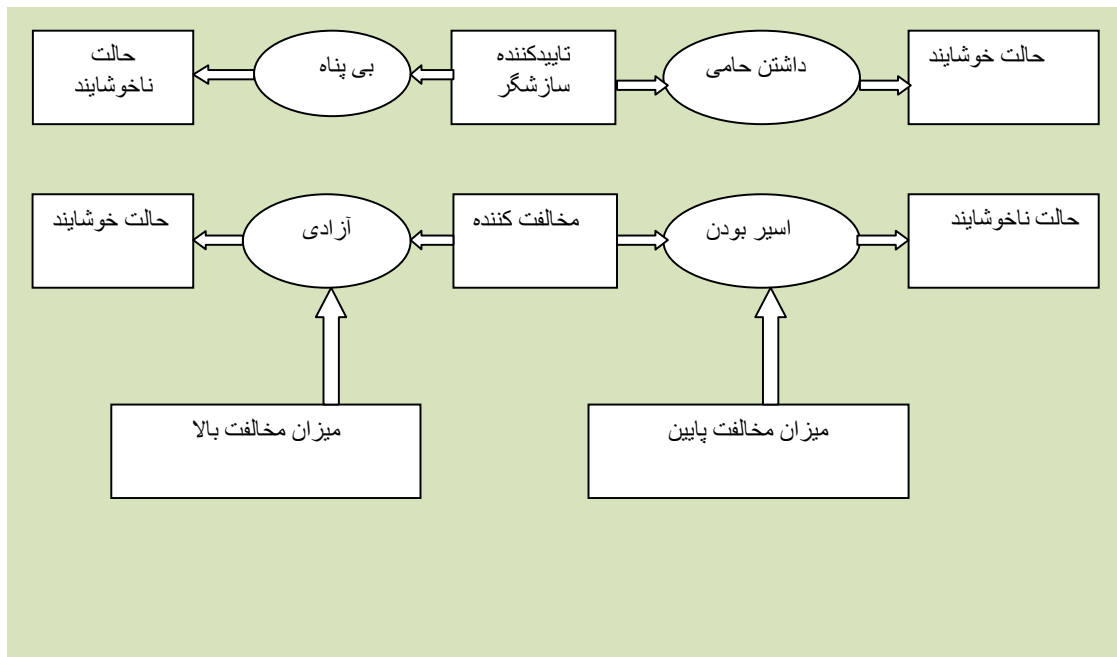 حالت خوشایند
داشتن حامی
تاییدکننده
سازشگر
بی پناه
حالت
ناخوشایند
حالت ناخوشایند
اسیر بودن
مخالفت کننده
آزادی
حالت خوشایند
میزان مخالفت پایین
میزان مخالفت بالا